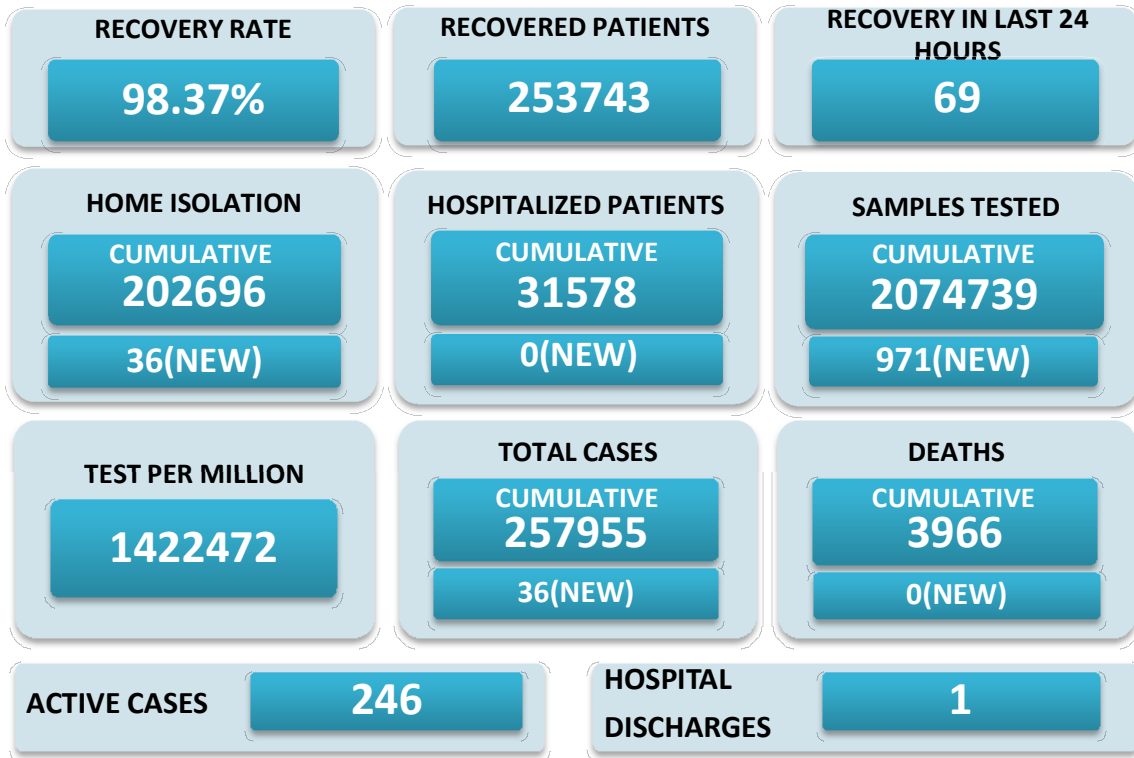 RECOVERY RATE
98.37%
RECOVERED PATIENTS
253743
RECOVERY IN LAST 24
HOURS
69
HOME ISOLATION
CUMULATIVE
202696
36(NEW)
HOSPITALIZED PATIENTS
CUMULATIVE
31578
0(NEW)
SAMPLES TESTED
CUMULATIVE
2074739
971(NEW)
TEST PER MILLION
1422472
TOTAL CASES
CUMULATIVE
257955
36(NEW)
DEATHS
CUMULATIVE
3966
0(NEW)
ACTIVE CASES
246
HOSPITAL
DISCHARGES
1